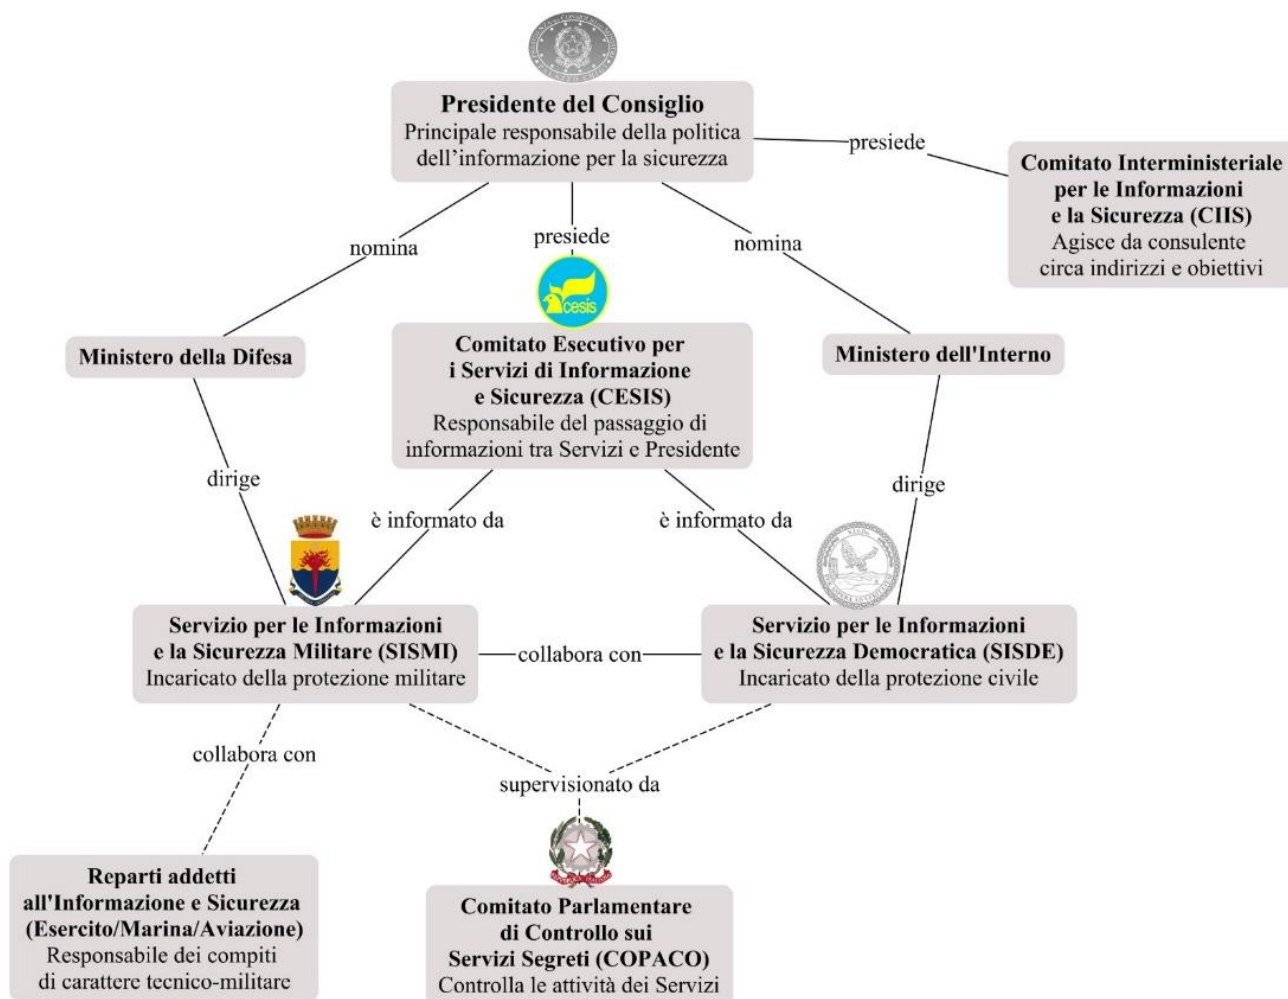 Presidente del Consiglio
Principale responsabile della politica
dell'informazione per la sicurezza
presiede
Comitato Interministeriale
per le Informazioni
e la Sicurezza (CIIS)
Agisce da consulente
circa indirizzi e obiettivi
nomina
presiede
nomina
cesis
Ministero della Difesa
Comitato Esecutivo per
i Servizi di Informazione
e Sicurezza (CESIS)
Responsabile del passaggio di
informazioni tra Servizi e Presidente
Ministero dell'Interno
dirige
è informato da
è informato da
dirige
Servizio per le Informazioni
e la Sicurezza Militare (SISMI)
Incaricato della protezione militare
collabora con
Servizio per le Informazioni
e la Sicurezza Democratica (SISDE)
Incaricato della protezione civile
collabora con
supervisionato da
Reparti addetti
all'Informazione e Sicurezza
(Esercito/Marina/Aviazione)
Responsabile dei compiti
di carattere tecnico-militare
Comitato Parlamentare
di Controllo sui
Servizi Segreti (COPACO)
Controlla le attività dei Servizi